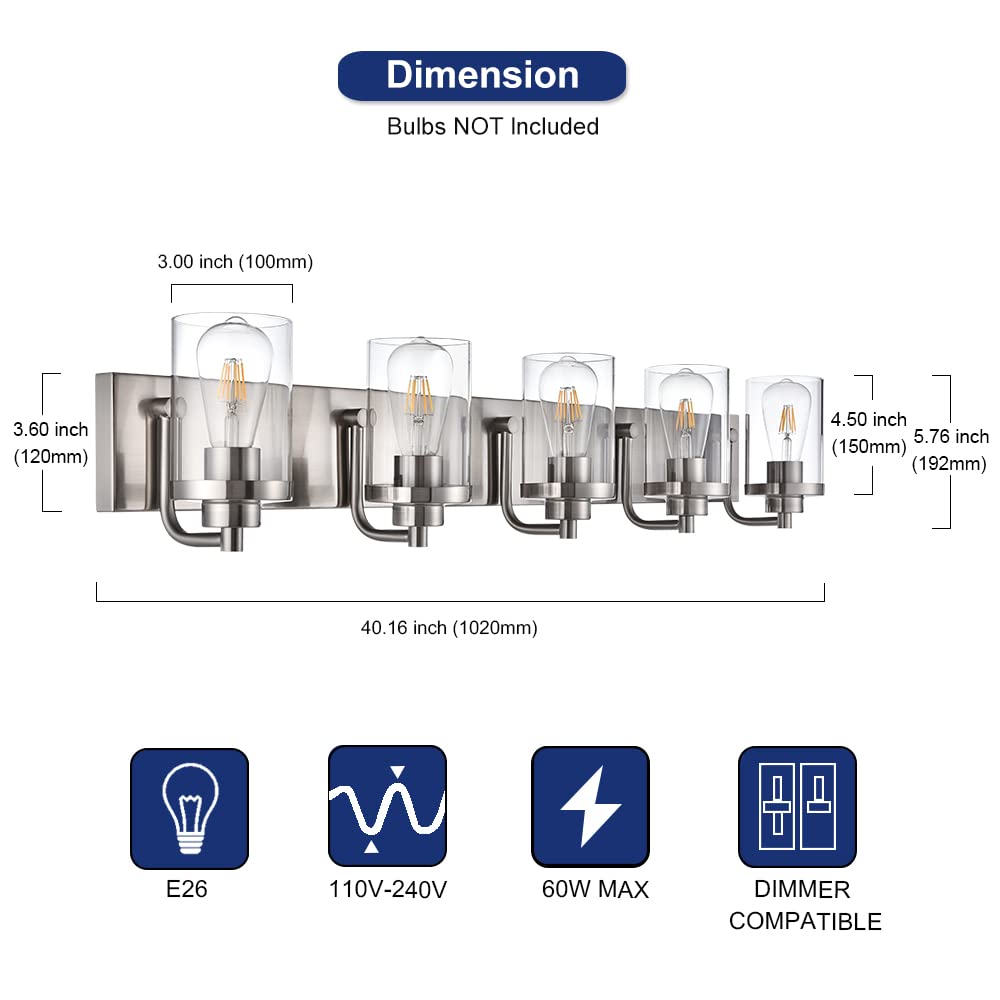 Dimension
Bulbs NOT Included
3.00 inch (100mm)
3.60 inch
(120mm)
4.50 inch
(150mm)
5.76 inch
(192mm)
40.16 inch (1020mm)
E26
110V-240V
60W MAX
DIMMER
COMPATIBLE